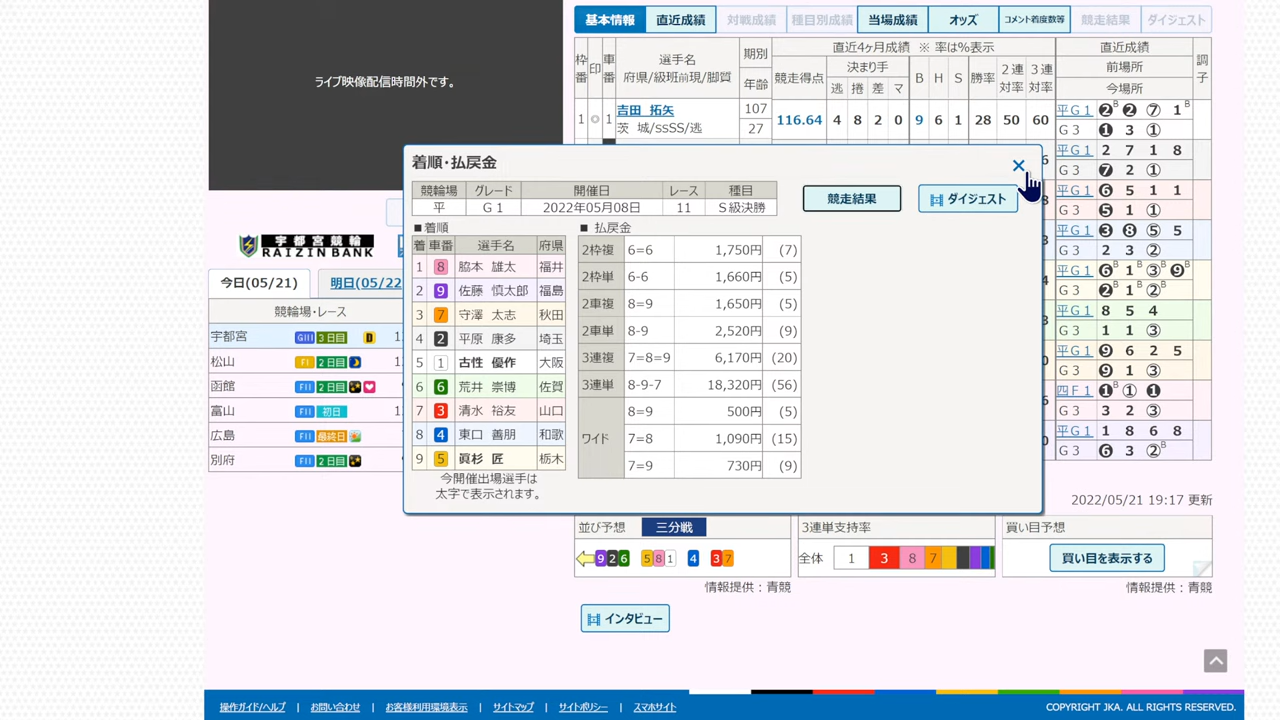 ライブ映像配信時間外です。
基本情報 直近成績 対戦成績 種目別成績 当場成績 オッズ コメント着度数等 競走結果 ダイジェスト
枠番 印 車番 選手名 府県/級班前現/脚質 期別 年齢 直近4ヶ月成績 ※ 率は%表示 直近成績 調子
競走得点 決まり手 B H S 勝率 2連対率 3連対率 前場所
逃 捲 差 マ 今場所
1 ◎ 1 吉田 拓矢 107 116.64 4 8 2 0 9 6 1 28 50 60 平G1 ❷B ❷ ⑦ 1B
茨 城/ssSS/逃 27 G3 ❶ 3 ①
平G1 2 7 1 8
G3 ❼ 2 ①
平G1 ❻ 5 1 1
G3 ❺ 1 ①
平G1 ❸ ❽ 5 5
G3 2 3 ②
平G1 ❻B 1 ③B ❾B
G3 ❷ 1 ②
平G1 8 5 4
G3 1 1 ③
平G1 ❾ 6 2 5
G3 ❾ 1 ③
四F1 ❶B ① ❶
G3 3 2 ③
平G1 1 8 6 8
G3 ❻ 3 ②B
着順・払戻金
競輪場 グレード 開催日 レース 種目
平 G1 2022年05月08日 11 S級決勝
競走結果 ダイジェスト
■着順
着 車番 選手名 府県
1 8 脇本 雄太 福井
2 9 佐藤 慎太郎 福島
3 7 守澤 太志 秋田
4 2 平原 康多 埼玉
5 1 古性 優作 大阪
6 6 荒井 崇博 佐賀
7 3 清水 裕友 山口
8 4 東口 善朋 和歌
9 5 眞杉 匠 栃木
今開催出場選手は
太字で表示されます。
■払戻金
2枠複 6=6 1,750円 (7)
2枠単 6-6 1,660円 (5)
2車複 8=9 1,650円 (5)
2車単 8-9 2,520円 (9)
3連複 7=8=9 6,170円 (20)
3連単 8-9-7 18,320円 (56)
ワイド 8=9 500円 (5)
7=8 1,090円 (15)
7=9 730円 (9)
宇都宮競輪
RAIZIN BANK
今日(05/21) 明日(05/22
競輪場・レース
宇都宮 GIII 3日目 D 1
松山 FI 2日目
函館 FII 2日目 1
富山 FII 初日 1
広島 FII 最終日
別府 FII 2日目
2022/05/21 19:17 更新
並び予想 三分戦
9 2 6 5 8 1 4 3 7
情報提供：青競
3連単支持率
全体 1 3 8 7
買い目予想
買い目を表示する
情報提供：青競
インタビュー
操作ガイド/ヘルプ | お問い合わせ | お客様利用環境表示 | サイトマップ | サイトポリシー | スマホサイト
COPYRIGHT JKA. ALL RIGHTS RESERVED.